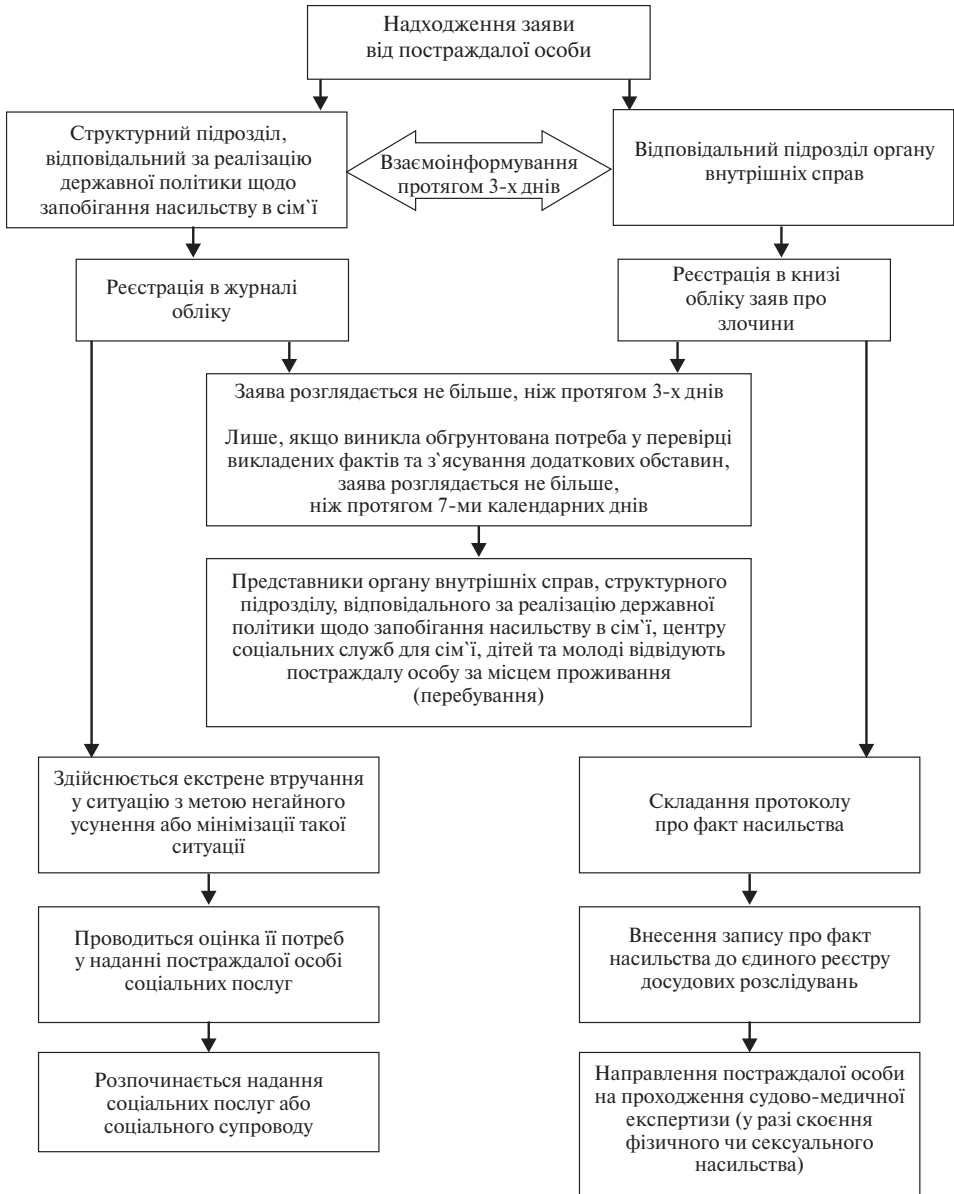 Надходження заяви
від постраждалої особи
Структурний підрозділ,
відповідальний за реалізацію
державної політики щодо
запобігання насильству в сім`ї
Взаємоінформування
протягом 3-х днів
Відповідальний підрозділ органу
внутрішніх справ
Реєстрація в журналі
обліку
Реєстрація в книзі
обліку заяв про
злочини
Заява розглядається не більше, ніж протягом 3-х днів
Лише, якщо виникла обгрунтована потреба у перевірці
викладених фактів та з`ясування додаткових обставин,
заява розглядається не більше,
ніж протягом 7-ми календарних днів
Представники органу внутрішніх справ, структурного
підрозділу, відповідального за реалізацію державної
політики щодо запобігання насильству в сім`ї, центру
соціальних служб для сім`ї, дітей та молоді відвідують
постраждалу особу за місцем проживання
(перебування)
Здійснюється екстрене втручання
у ситуацію з метою негайного
усунення або мінімізації такої
ситуації
Складання протоколу
про факт насильства
Проводиться оцінка її потреб
у наданні постраждалої особі
соціальних послуг
Внесення запису про факт
насильства до єдиного реєстру
досудових розслідувань
Розпочинається надання
соціальних послуг або
соціального супроводу
Направлення постраждалої особи
на проходження судово-медичної
експертизи (у разі скоєння
фізичного чи сексуального
насильства)